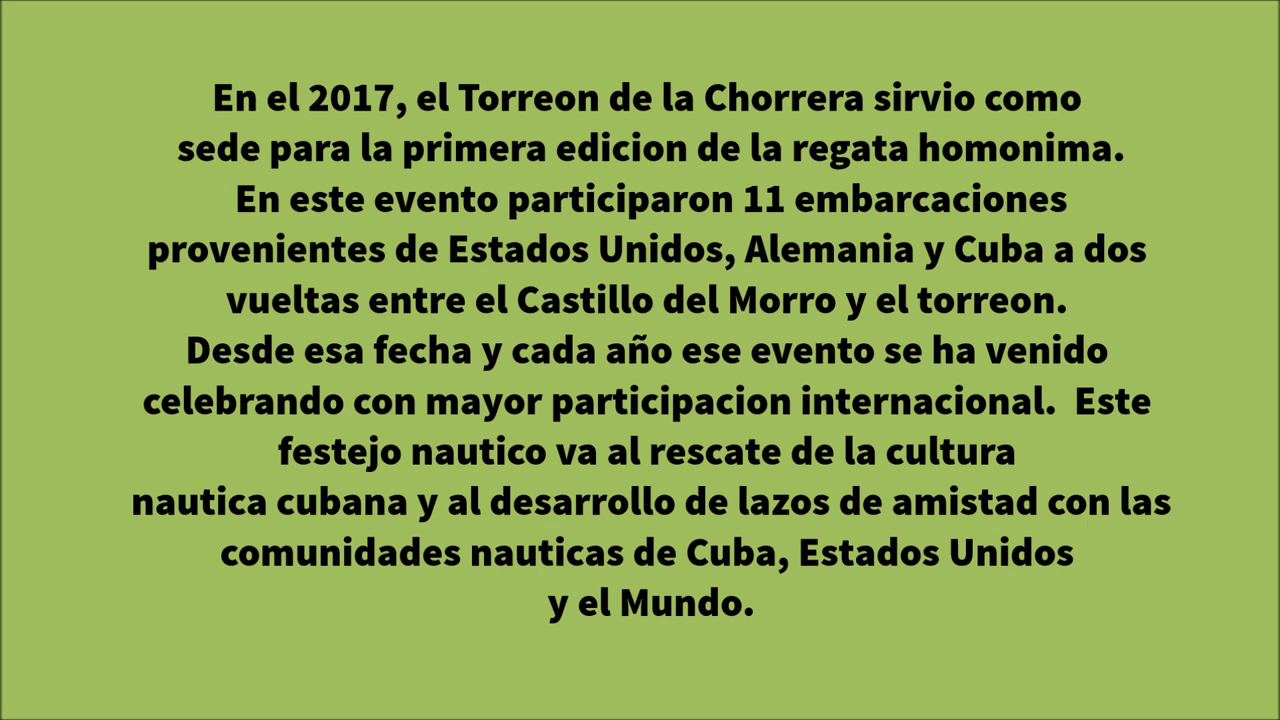 En el 2017, el Torreon de la Chorrera sirvio como
sede para la primera edicion de la regata homonima.
En este evento participaron 11 embarcaciones
provenientes de Estados Unidos, Alemania y Cuba a dos
vueltas entre el Castillo del Morro y el torreon.
Desde esa fecha y cada año ese evento se ha venido
celebrando con mayor participacion internacional.  Este
festejo nautico va al rescate de la cultura
nautica cubana y al desarrollo de lazos de amistad con las
comunidades nauticas de Cuba, Estados Unidos
y el Mundo.